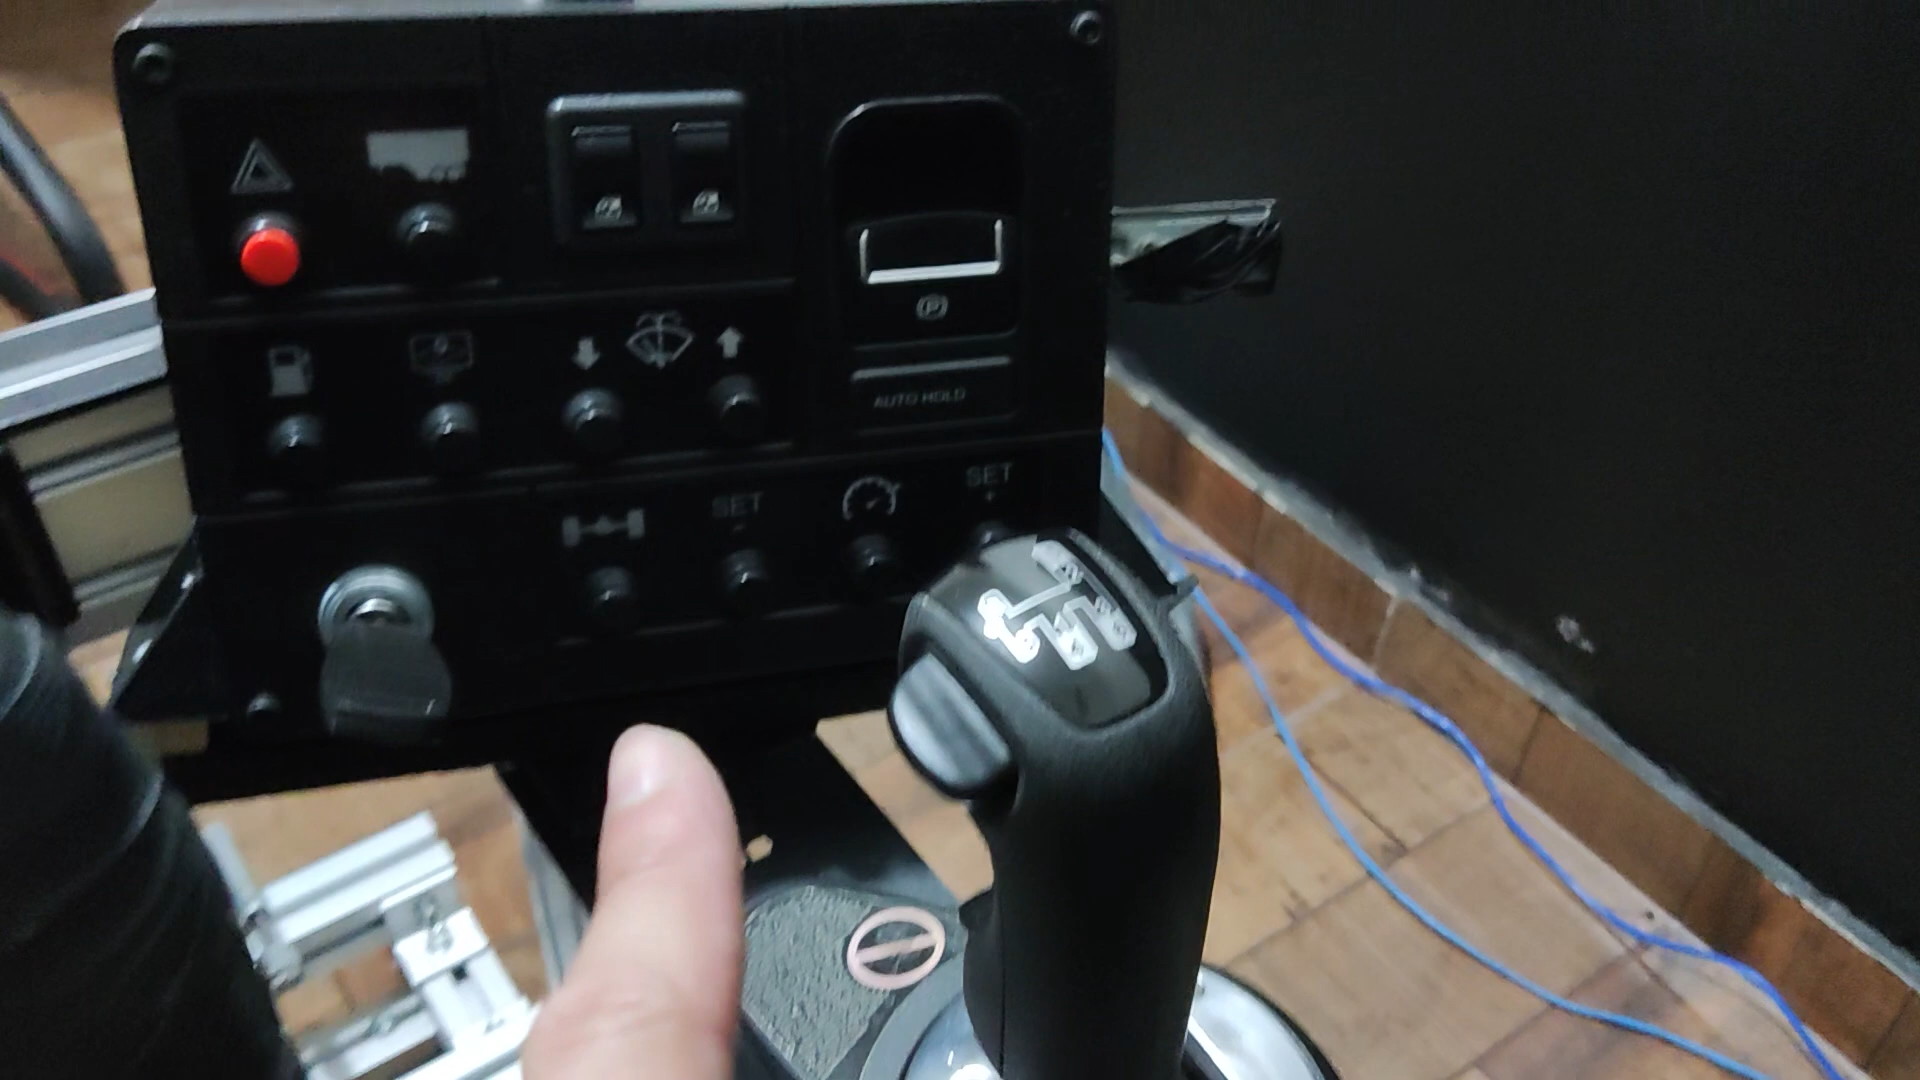 P
AUTO HOLD
SET
-
SET
+